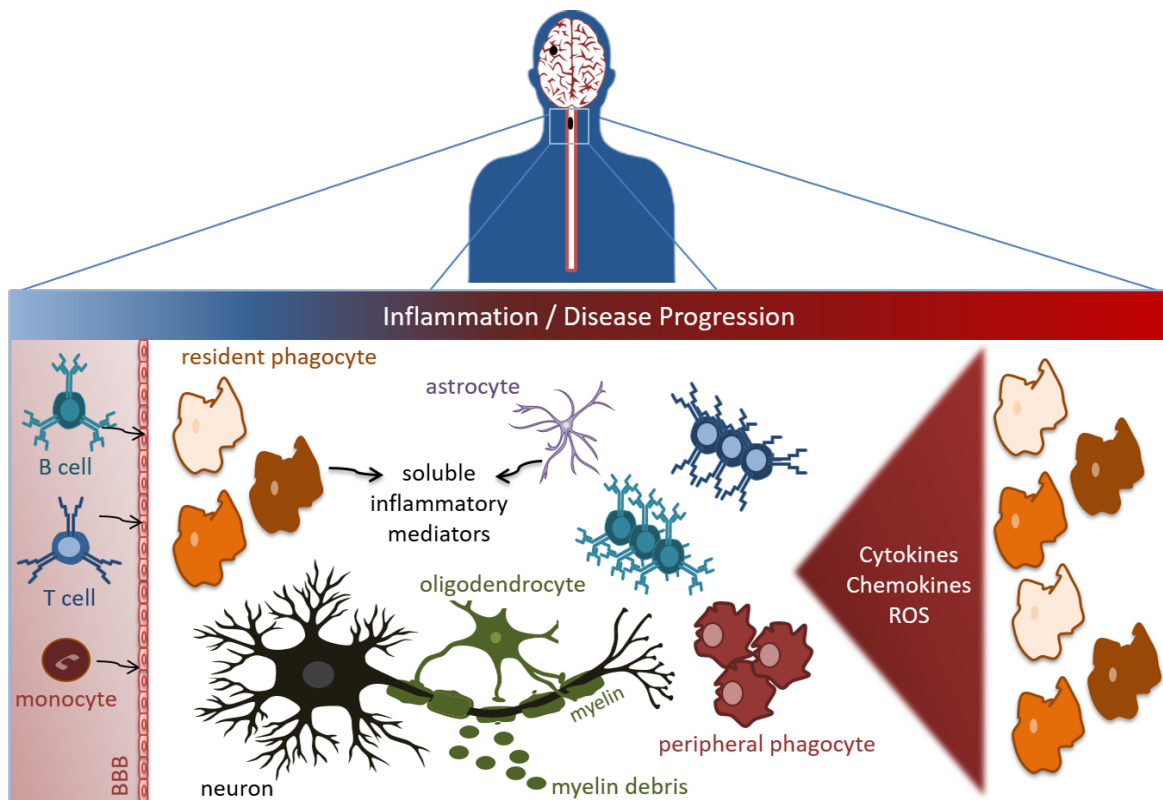 Inflammation / Disease Progression
resident phagocyte
astrocyte
B cell
soluble
inflammatory
mediators
Cytokines
Chemokines
ROS
T cell
oligodendrocyte
monocyte
myelin
peripheral phagocyte
BBB
neuron
myelin debris